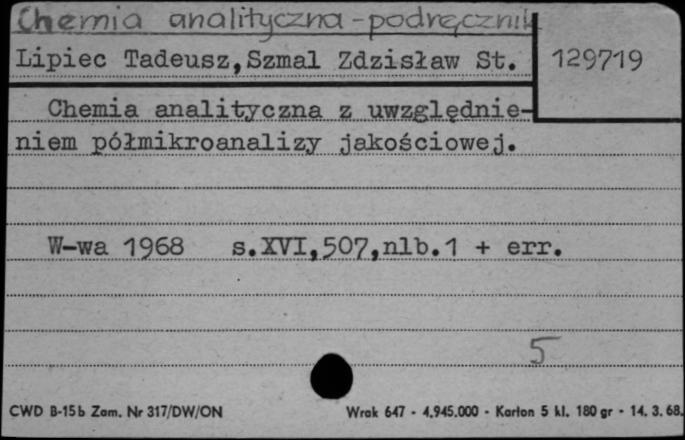 Chemia analityczna - podręcznik
Lipiec Tadeusz,Szmal Zdzisław St.
129719
Chemia analityczna z uwzględnie-
niem półmikroanalizy jakościowej.
W-wa 1968 s.XVI,507,nlb.1 + err.
5
CWD B-15b Zam. Nr 317/DW/ON
Wrak 647 - 4.945.000 - Karton 5 kl. 180 gr - 14. 3. 68.